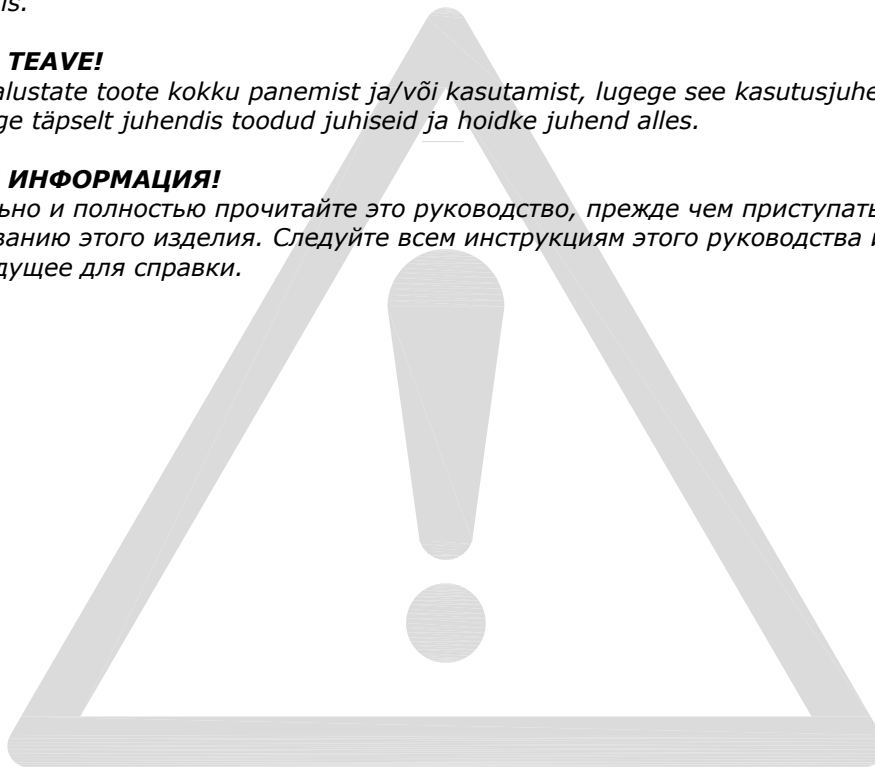 is.
TEAVE!
alustate toote kokku panemist ja/või kasutamist, lugege see kasutusjuhe
ge täpselt juhendis toodud juhiseid ja hoidke juhend alles.
ИНФОРМАЦИЯ!
ьно и полностью прочитайте это руководство, прежде чем приступать
ванию этого изделия. Следуйте всем инструкциям этого руководства и
дущее для справки.